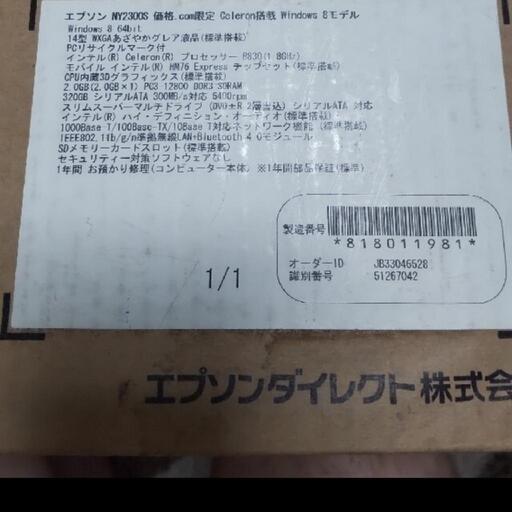 エプソン NY2300S 価格.com限定 Celeron搭載 Windows 8モデル
Windows 8 64bit
14型 WXGAあざやかグレア液晶(標準搭載)
PCリサイクルマーク付
インテル(R) Celeron(R) プロセッサー B830(1.8GHz)
モバイル インテル(R) HM76 Express チップセット(標準搭載)
CPU内蔵3Dグラフィックス(標準搭載)
2.0GB(2.0GB×1) PC3 12800 DDR3 SDRAM
320GB シリアルATA 300MB/s対応 5400rpm
スリムスーパーマルチドライブ (DVD±R 2層書込) シリアルATA 対応
インテル(R) ハイ・デフィニション・オーディオ(標準搭載)
1000Base-T/100Base-TX/10Base-T対応ネットワーク機能 (標準搭載)
IEEE802.11b/g/n準拠無線LAN+Bluetooth 4.0モジュール
SDメモリーカードスロット(標準搭載)
セキュリティー対策ソフトウェアなし
1年間 お預かり修理(コンピューター本体) ※1年間部品保証(標準)
製造番号
*818011981*
オーダーID JB33046528
識別番号 51267042
1/1
エプソンダイレクト株式会